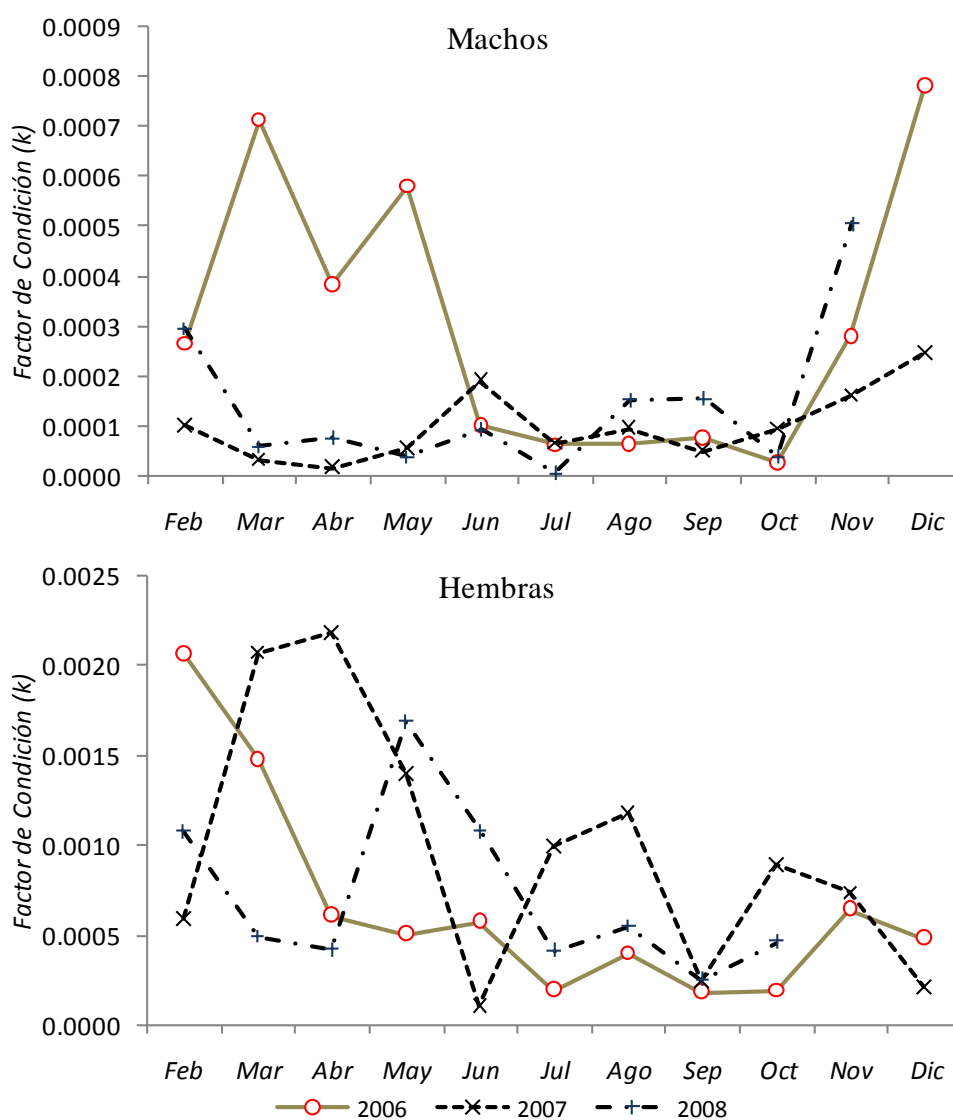 Machos
Factor de Condición (k)
0.0009
0.0008
0.0007
0.0006
0.0005
0.0004
0.0003
0.0002
0.0001
0.0000
Feb Mar Abr May Jun Jul Ago Sep Oct Nov Dic
Hembras
Factor de Condición (k)
0.0025
0.0020
0.0015
0.0010
0.0005
0.0000
Feb Mar Abr May Jun Jul Ago Sep Oct Nov Dic
2006 2007 2008